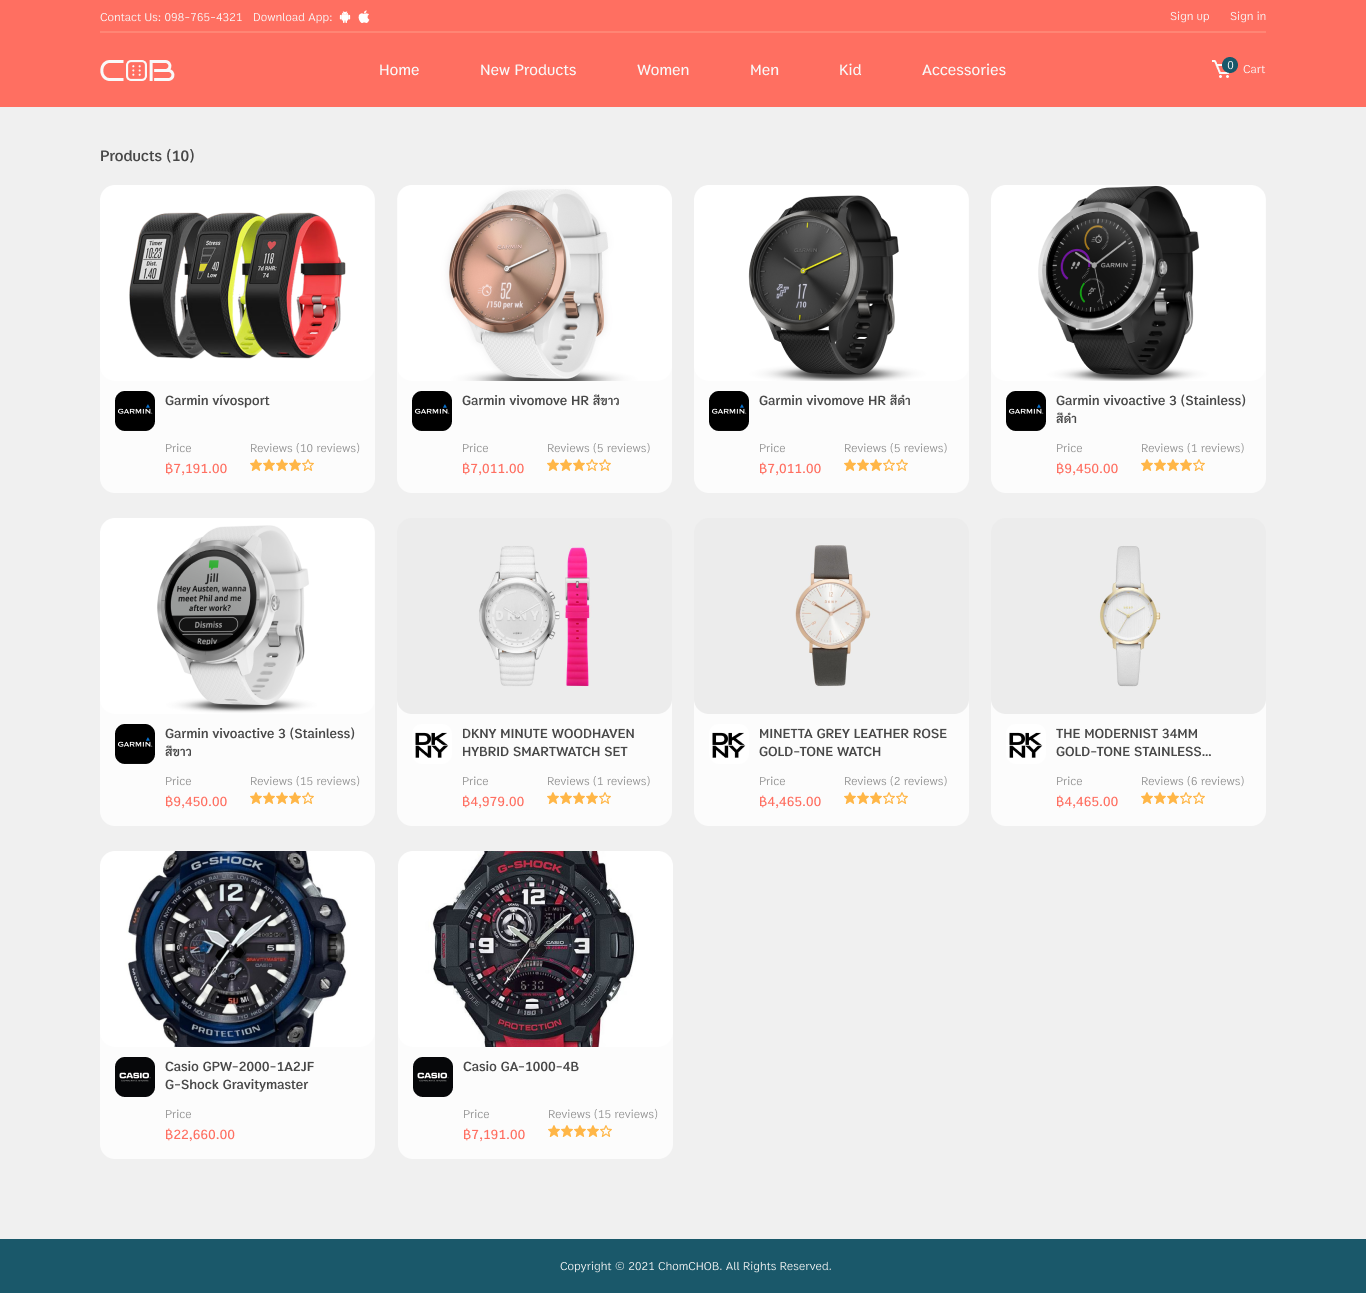 Contact Us: 098-765-4321 Download App:
Sign up Sign in
COB
Home New Products Women Men Kid Accessories
0 Cart
Products (10)
Timer
10:23
Dist.
1.40
Stress
40
Low
118
7d RHR:
74
GARMIN
Garmin vívosport
Price Reviews (10 reviews)
฿7,191.00
GARMIN
52
/150 per wk
GARMIN
Garmin vivomove HR สีขาว
Price Reviews (5 reviews)
฿7,011.00
17
/10
GARMIN
Garmin vivomove HR สีดำ
Price Reviews (5 reviews)
฿7,011.00
GARMIN
GARMIN
Garmin vivoactive 3 (Stainless)
สีดำ
Price Reviews (1 reviews)
฿9,450.00
Jill
Hey Austen, wanna
meet Phil and me
after work?
Dismiss
Reply
GARMIN
Garmin vivoactive 3 (Stainless)
สีขาว
Price Reviews (15 reviews)
฿9,450.00
DKNY
DKNY
DKNY MINUTE WOODHAVEN
HYBRID SMARTWATCH SET
Price Reviews (1 reviews)
฿4,979.00
DKNY
MINETTA GREY LEATHER ROSE
GOLD-TONE WATCH
Price Reviews (2 reviews)
฿4,465.00
DKNY
THE MODERNIST 34MM
GOLD-TONE STAINLESS...
Price Reviews (6 reviews)
฿4,465.00
G-SHOCK
12
GRAVITYMASTER
CASIO
SU
PROTECTION
CASIO
Casio GPW-2000-1A2JF
G-Shock Gravitymaster
Price
฿22,660.00
G-SHOCK
LIGHT
12
9
CASIO
3
6:30
MODE
SEARCH
PROTECTION
CASIO
Casio GA-1000-4B
Price Reviews (15 reviews)
฿7,191.00
Copyright © 2021 ChomCHOB. All Rights Reserved.